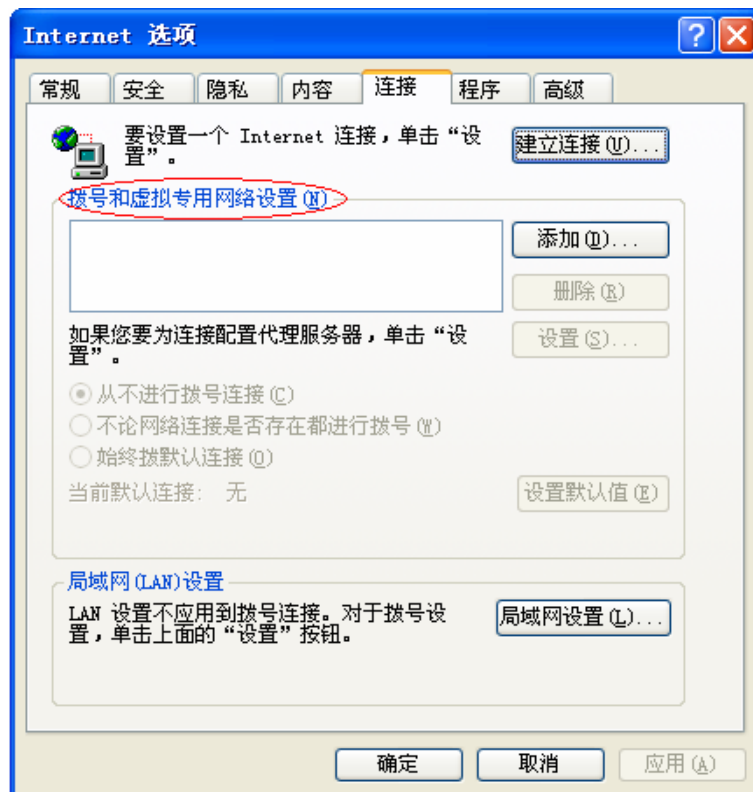 Internet 选项
常规 安全 隐私 内容 连接 程序 高级
要设置一个 Internet 连接，单击“设
置”。
建立连接(U)...
拨号和虚拟专用网络设置(N)
添加(D)...
删除(R)
如果您要为连接配置代理服务器，单击“设
置”。
设置(S)...
从不进行拨号连接(C)
不论网络连接是否存在都进行拨号(W)
始终拨默认连接(O)
当前默认连接: 无
设置默认值(E)
局域网(LAN)设置
LAN 设置不应用到拨号连接。对于拨号设
置，单击上面的“设置”按钮。
局域网设置(L)...
确定 取消 应用(A)